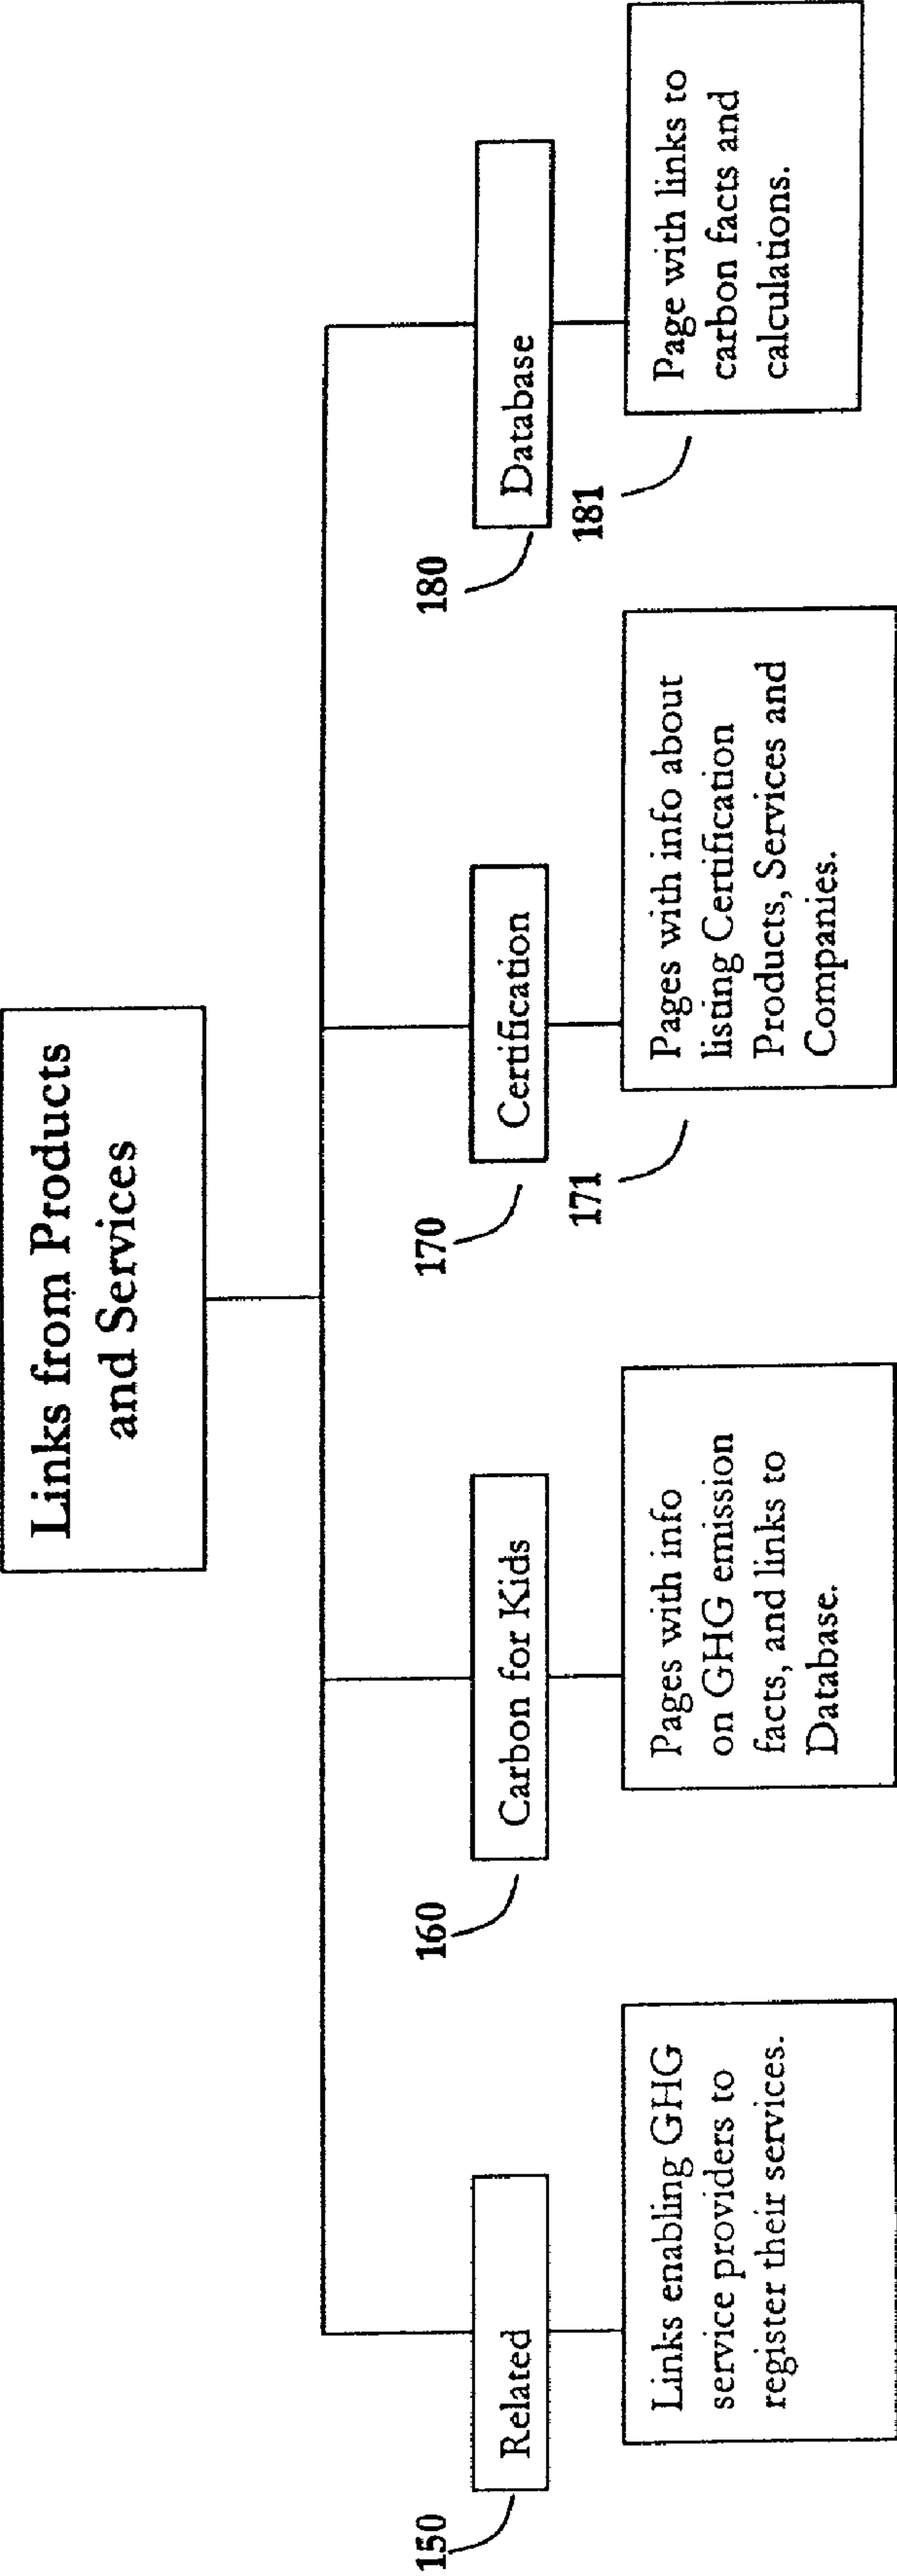 Links from Products
and Services
150
Related
Links enabling GHG
service providers to
register their services.
160
Carbon for Kids
Pages with info
on GHG emission
facts, and links to
Database.
170
Certification
171
Pages with info about
listing Certification
Products, Services and
Companies.
180
Database
181
Page with links to
carbon facts and
calculations.